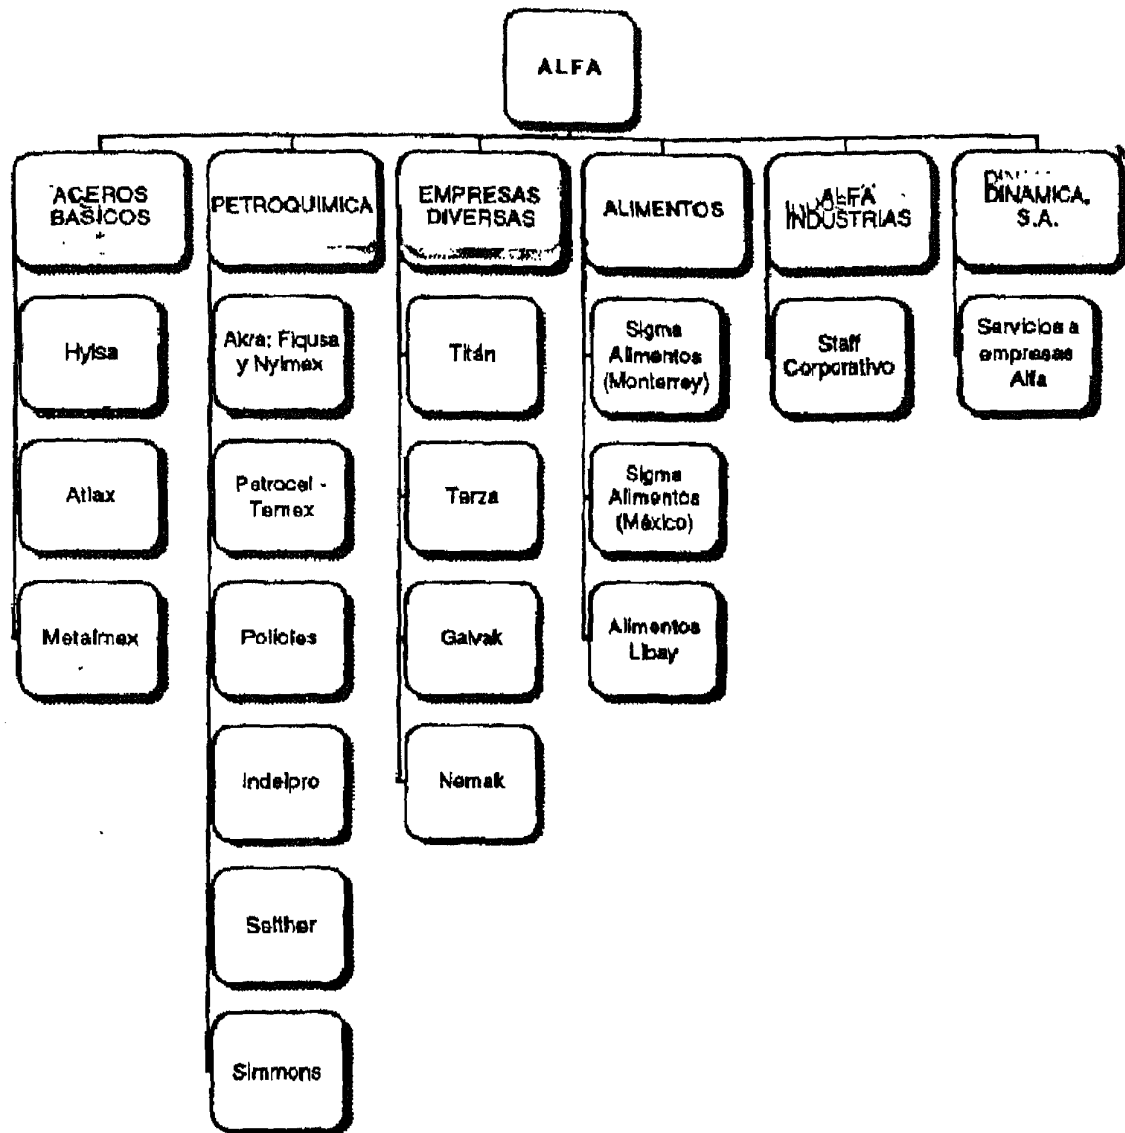 ALFA
ACEROS
BASICOS
PETROQUIMICA
EMPRESAS
DIVERSAS
ALIMENTOS
ALFA
INDUSTRIAS
DINAMICA,
S.A.
Hylsa
Akra: Fiqusa
y Nylmex
Titán
Sigma
Alimentos
(Monterrey)
Staff
Corporativo
Servicios a
empresas
Alfa
Atlax
Petrocel -
Temex
Terza
Sigma
Alimentos
(México)
Metalmex
Polioles
Galvak
Alimentos
Libay
Indelpro
Nemak
Selther
Simmons